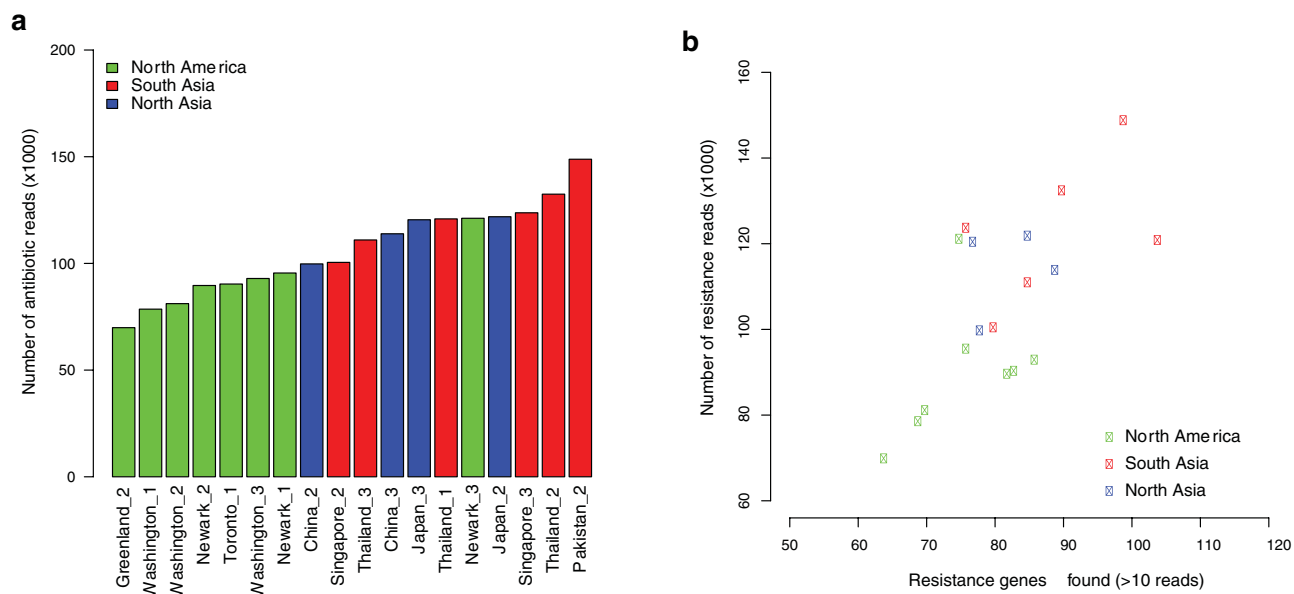 a
200
150
100
50
0
Number of antibiotic reads (x1000)
North America
South Asia
North Asia
Greenland_2
Washington_1
Washington_2
Newark_2
Toronto_1
Washington_3
Newark_1
China_2
Singapore_2
Thailand_3
China_3
Japan_3
Thailand_1
Newark_3
Japan_2
Singapore_3
Thailand_2
Pakistan_2
b
160
140
120
100
80
60
Number of resistance reads (x1000)
North America
South Asia
North Asia
50 60 70 80 90 100 110 120
Resistance genes found (>10 reads)